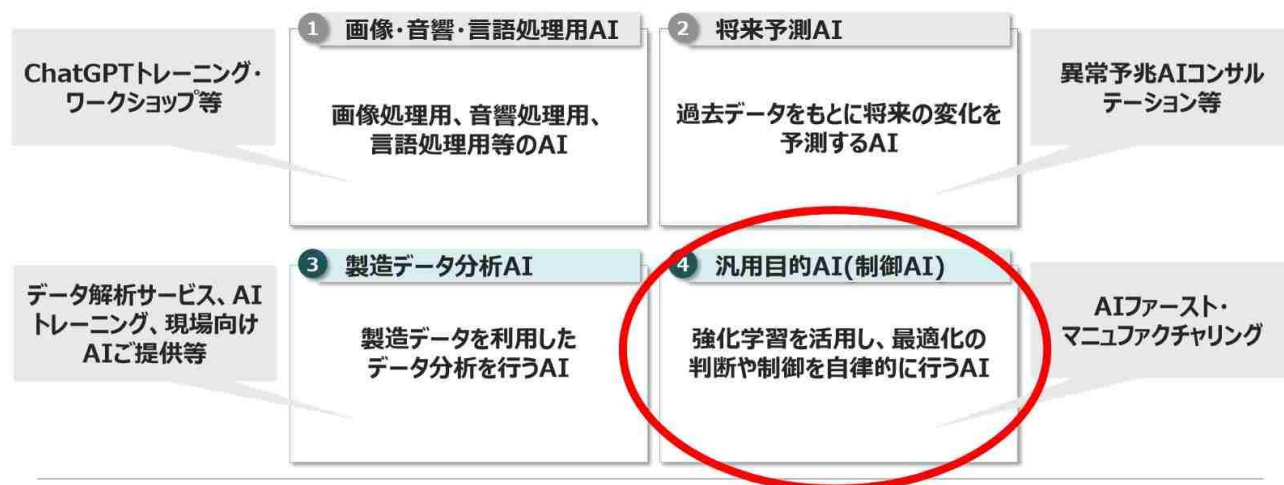 1 画像・音響・言語処理用AI
2 将来予測AI
ChatGPTトレーニング・
ワークショップ等
画像処理用、音響処理用、
言語処理用等のAI
過去データをもとに将来の変化を
予測するAI
異常予兆AIコンサル
テーション等
3 製造データ分析AI
4 汎用目的AI(制御AI)
データ解析サービス、AI
トレーニング、現場向け
AIご提供等
製造データを利用した
データ分析を行うAI
強化学習を活用し、最適化の
判断や制御を自律的に行うAI
AIファースト・
マニュファクチャリング